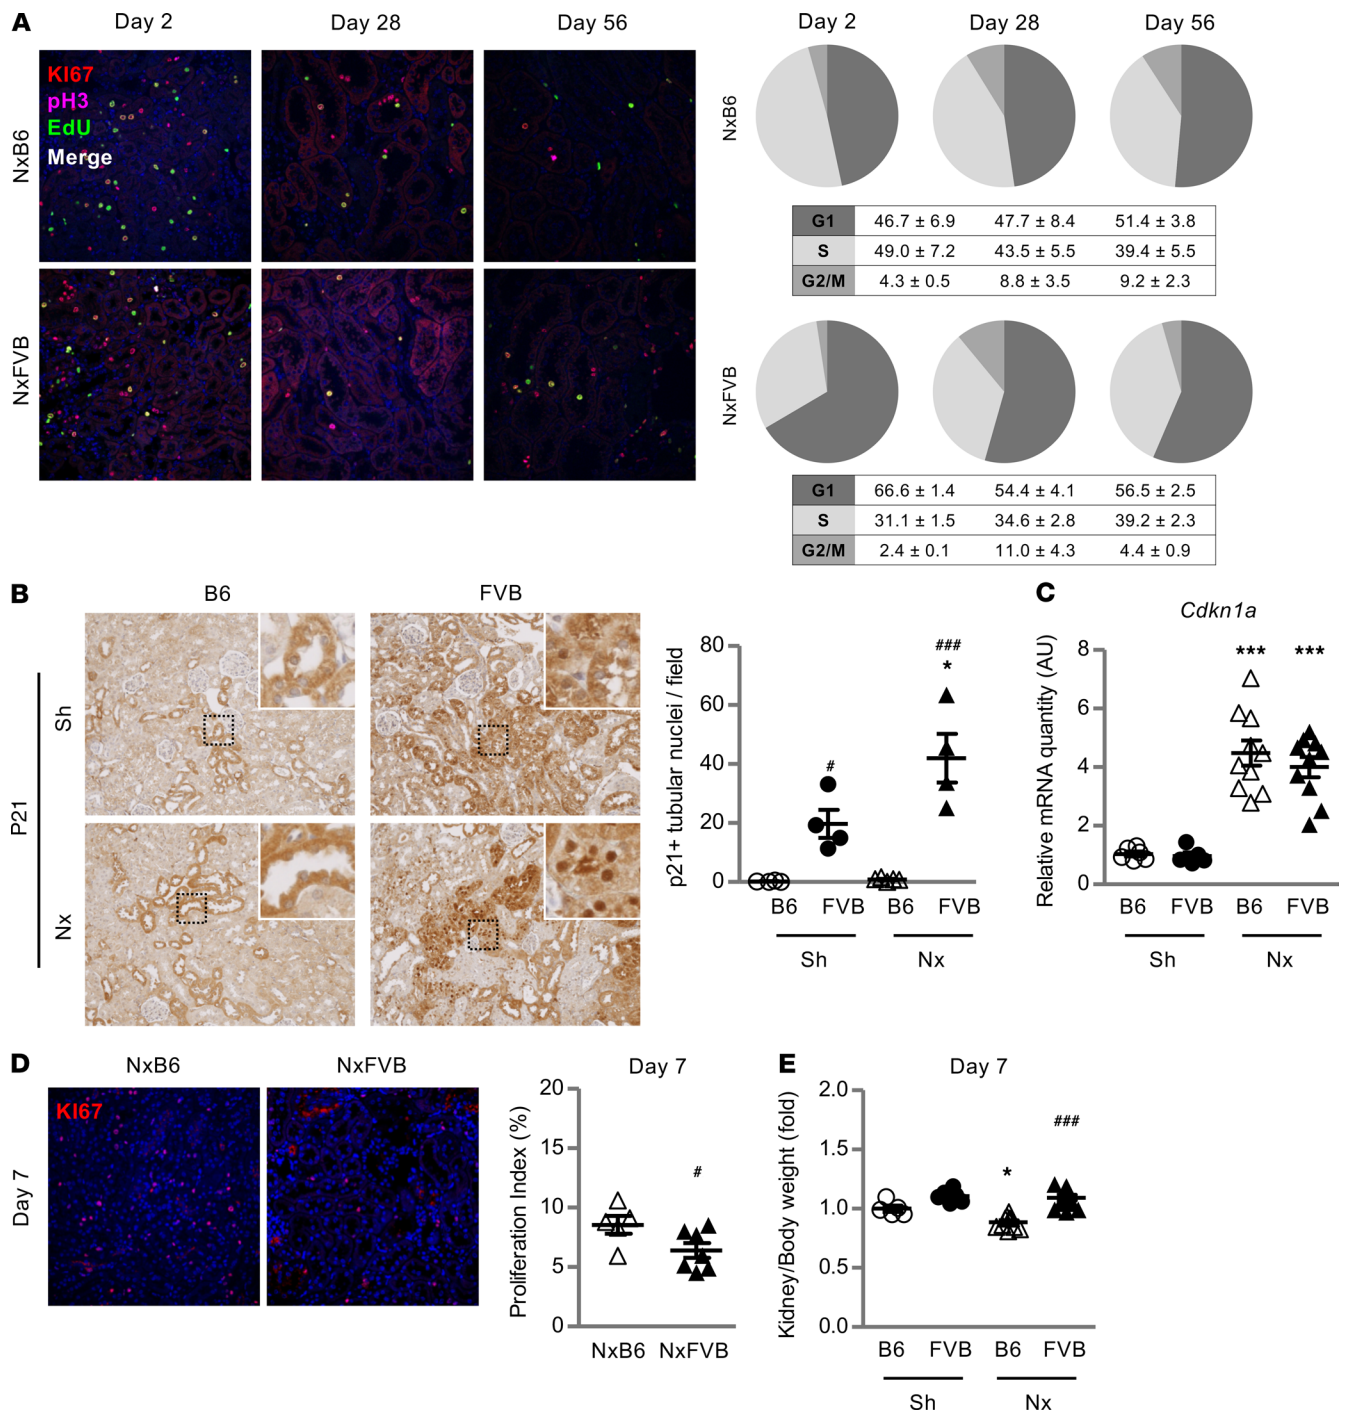 A
Day 2
Day 28
Day 56
NxB6
KI67
pH3
EdU
Merge
NxFVB
Day 2
Day 28
Day 56
NxB6
G1 46.7 ± 6.9 47.7 ± 8.4 51.4 ± 3.8
S 49.0 ± 7.2 43.5 ± 5.5 39.4 ± 5.5
G2/M 4.3 ± 0.5 8.8 ± 3.5 9.2 ± 2.3
NxFVB
G1 66.6 ± 1.4 54.4 ± 4.1 56.5 ± 2.5
S 31.1 ± 1.5 34.6 ± 2.8 39.2 ± 2.3
G2/M 2.4 ± 0.1 11.0 ± 4.3 4.4 ± 0.9
B
B6
FVB
P21
Sh
Nx
p21+ tubular nuclei / field
80
60
40
20
0
#
###
*
B6 FVB B6 FVB
Sh Nx
C
Cdkn1a
Relative mRNA quantity (AU)
8
6
4
2
0
*** ***
B6 FVB B6 FVB
Sh Nx
D
NxB6
NxFVB
Day 7
KI67
Day 7
Proliferation Index (%)
20
15
10
5
0
#
NxB6 NxFVB
E
Day 7
Kidney/Body weight (fold)
2.0
1.5
1.0
0.5
0.0
*
###
B6 FVB B6 FVB
Sh Nx